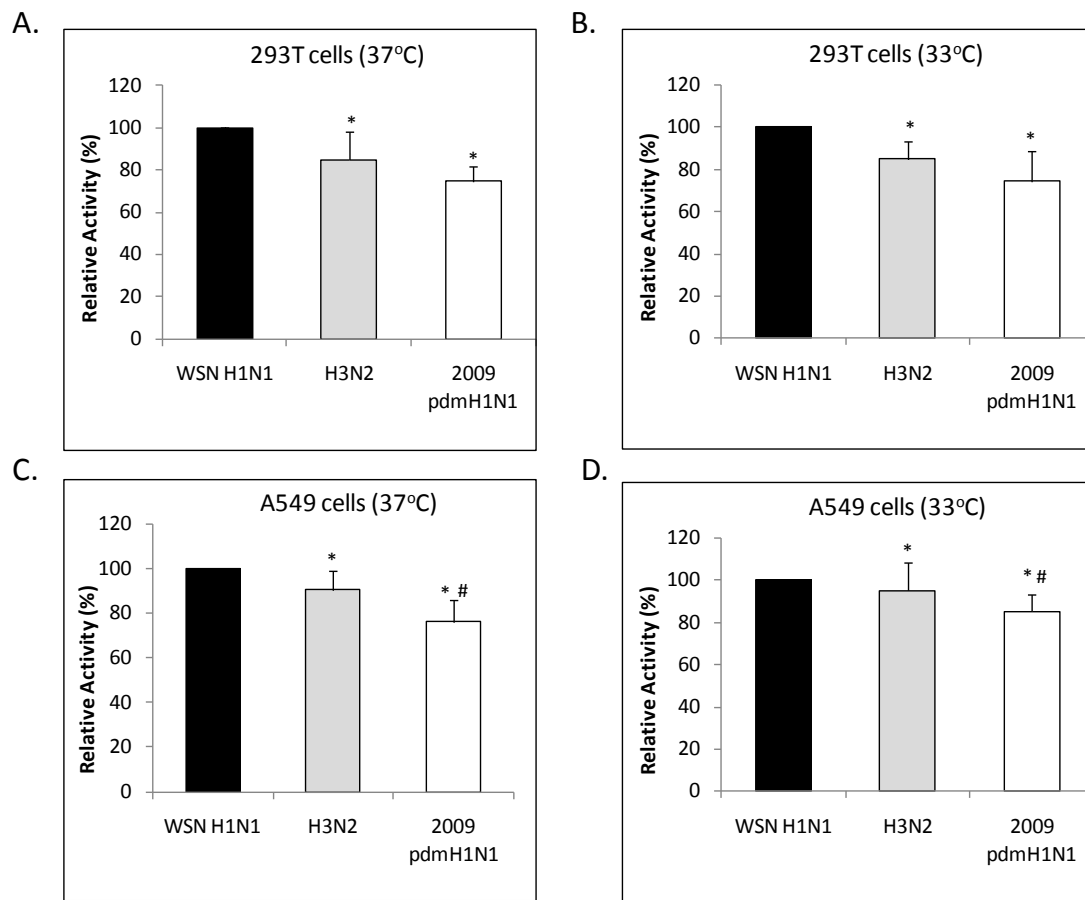 A.
293T cells (37°C)
Relative Activity (%)
120
100
80
60
40
20
0
*
*
WSN H1N1
H3N2
2009
pdmH1N1
B.
293T cells (33°C)
Relative Activity (%)
120
100
80
60
40
20
0
*
*
WSN H1N1
H3N2
2009
pdmH1N1
C.
A549 cells (37°C)
Relative Activity (%)
120
100
80
60
40
20
0
*
* #
WSN H1N1
H3N2
2009
pdmH1N1
D.
A549 cells (33°C)
Relative Activity (%)
120
100
80
60
40
20
0
*
* #
WSN H1N1
H3N2
2009
pdmH1N1